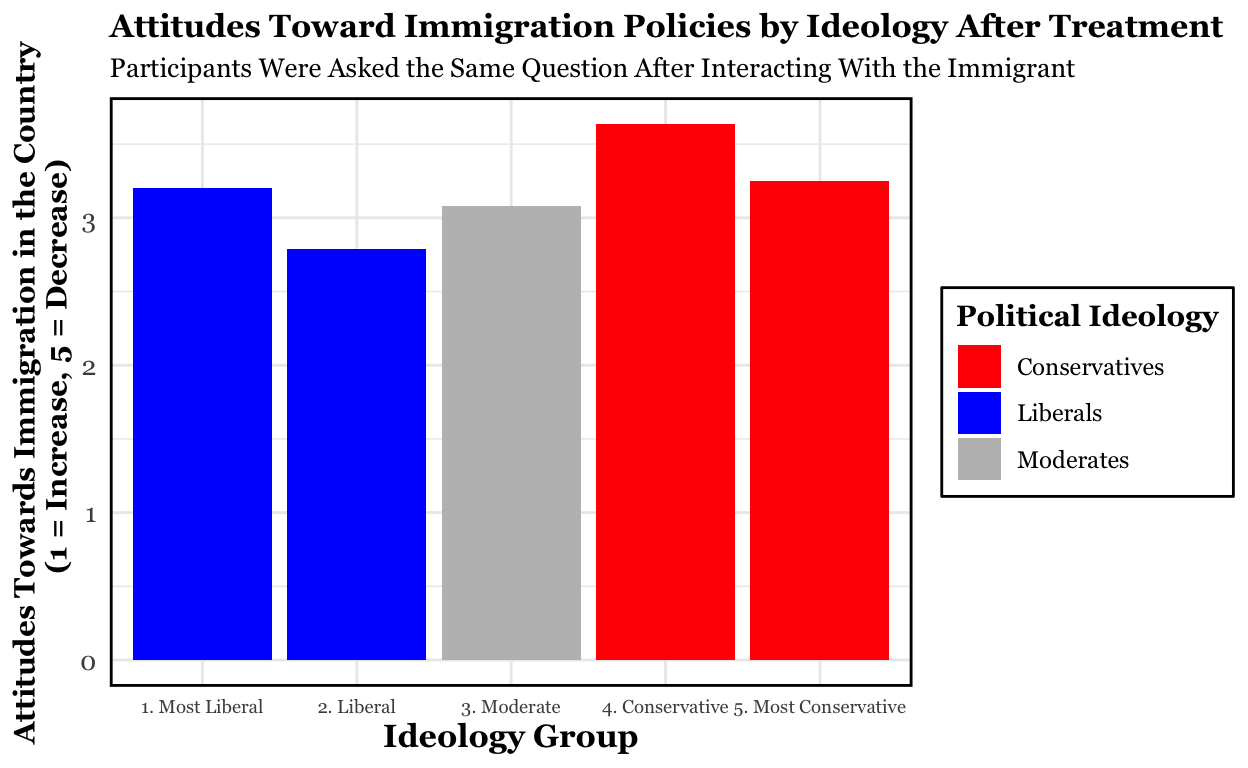 Attitudes Toward Immigration Policies by Ideology After Treatment
Participants Were Asked the Same Question After Interacting With the Immigrant
Attitudes Towards Immigration in the Country
(1 = Increase, 5 = Decrease)
3
2
1
0
1. Most Liberal
2. Liberal
3. Moderate
4. Conservative
5. Most Conservative
Ideology Group
Political Ideology
Conservatives
Liberals
Moderates